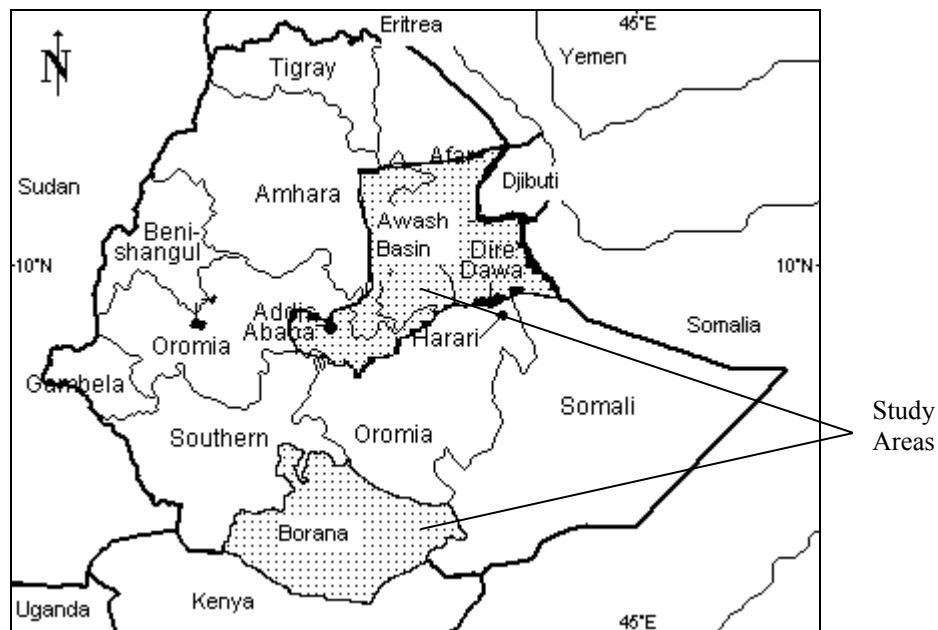 45°E
Eritrea
N
Yemen
Tigray
Afar
Djibuti
Sudan
Amhara
Awash
Basin
Beni-
shangul
Dire
Dawa
10°N
10°N
Addis
Ababa
Harari
Somalia
Oromia
Gambela
Somali
Study
Areas
Southern
Oromia
Borana
Kenya
Uganda
45°E